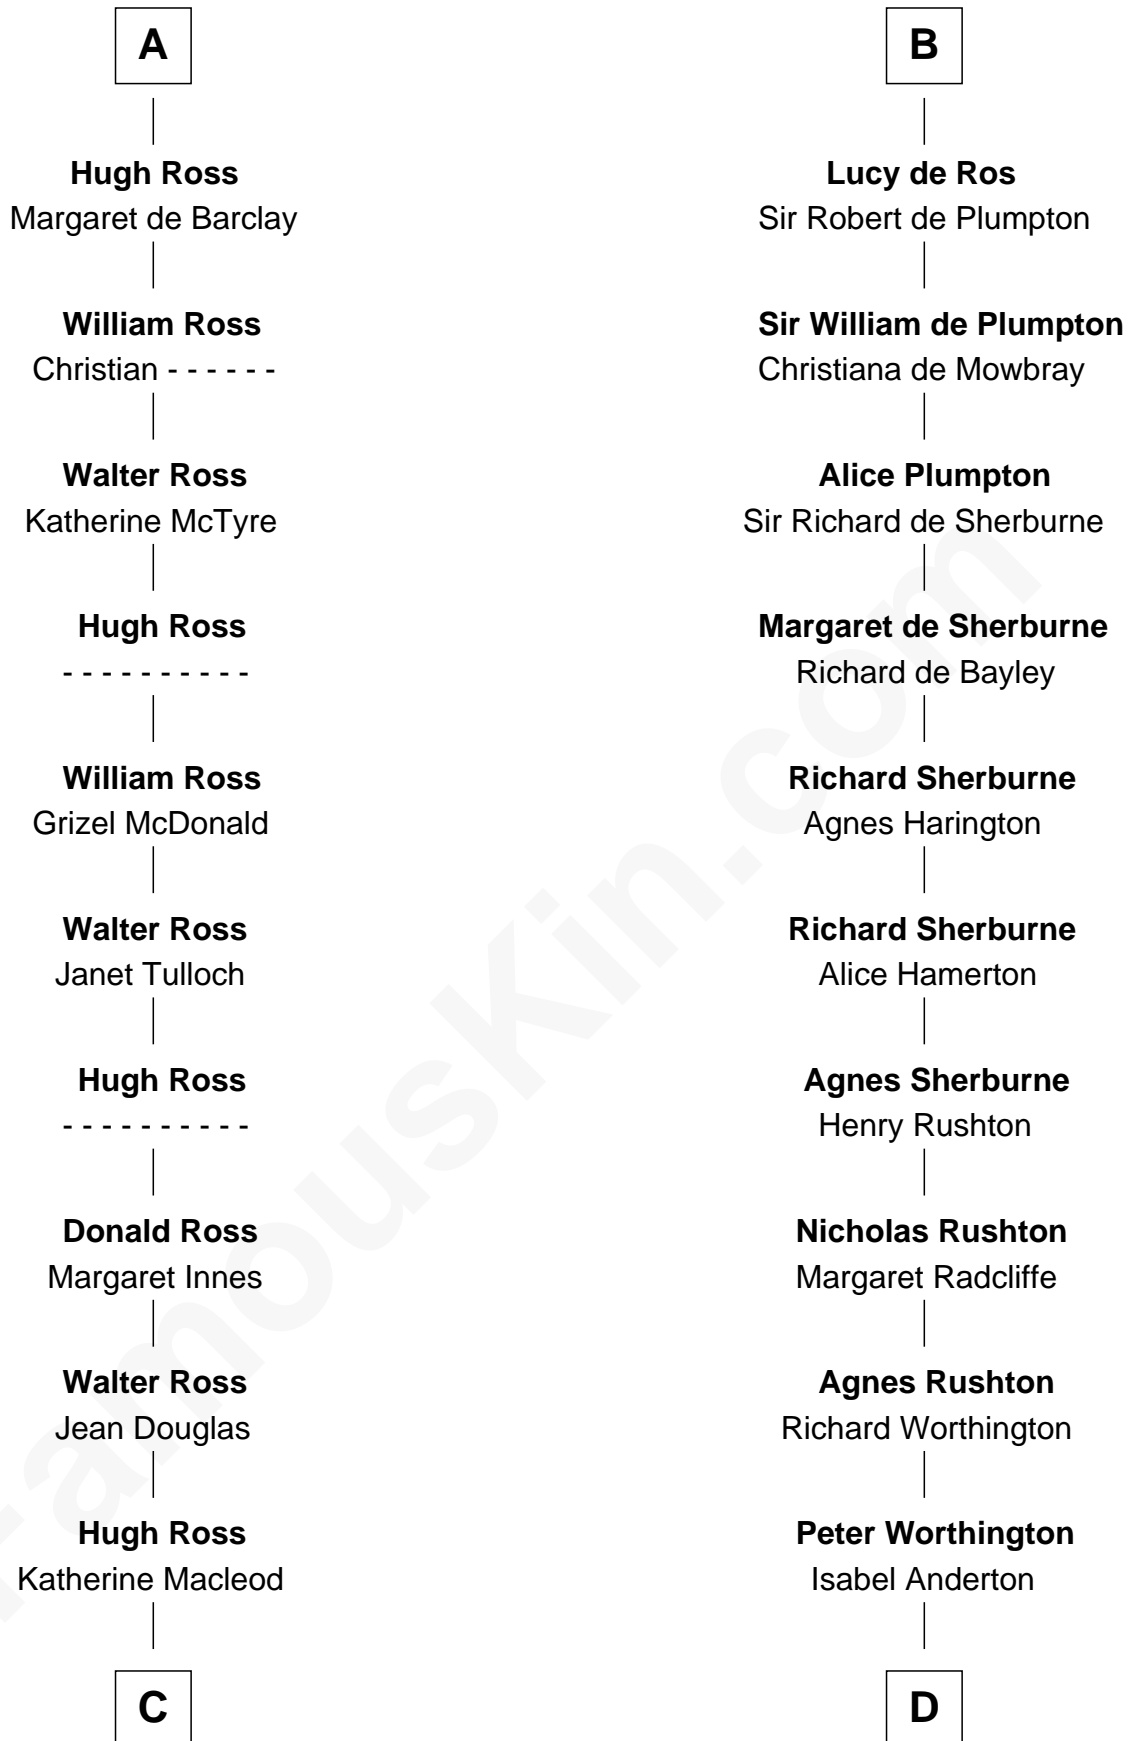 A
Hugh Ross
Margaret de Barclay
William Ross
Christian - - - - - -
Walter Ross
Katherine McTyre
Hugh Ross
- - - - - - - - - -
William Ross
Grizel McDonald
Walter Ross
Janet Tulloch
Hugh Ross
- - - - - - - - - -
Donald Ross
Margaret Innes
Walter Ross
Jean Douglas
Hugh Ross
Katherine Macleod
C
B
Lucy de Ros
Sir Robert de Plumpton
Sir William de Plumpton
Christiana de Mowbray
Alice Plumpton
Sir Richard de Sherburne
Margaret de Sherburne
Richard de Bayley
Richard Sherburne
Agnes Harington
Richard Sherburne
Alice Hamerton
Agnes Sherburne
Henry Rushton
Nicholas Rushton
Margaret Radcliffe
Agnes Rushton
Richard Worthington
Peter Worthington
Isabel Anderton
D
FamousKin.com